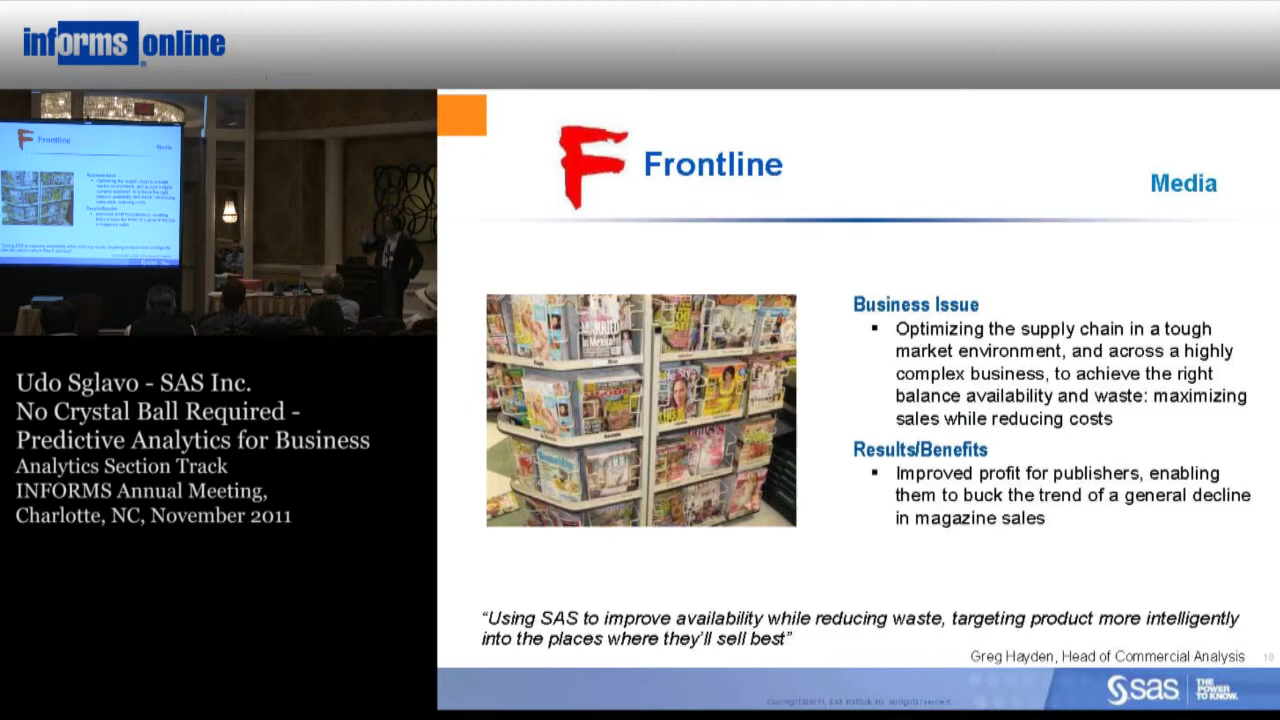 informs online
Frontline
Media
Business Issue
▪ Optimizing the supply chain in a tough
market environment, and across a highly
complex business, to achieve the right
balance availability and waste: maximizing
sales while reducing costs
Results/Benefits
▪ Improved profit for publishers, enabling
them to buck the trend of a general decline
in magazine sales
Udo Sglavo - SAS Inc.
No Crystal Ball Required -
Predictive Analytics for Business
Analytics Section Track
INFORMS Annual Meeting,
Charlotte, NC, November 2011
“Using SAS to improve availability while reducing waste, targeting product more intelligently
into the places where they’ll sell best”
Greg Hayden, Head of Commercial Analysis
sas THE
POWER
TO KNOW.